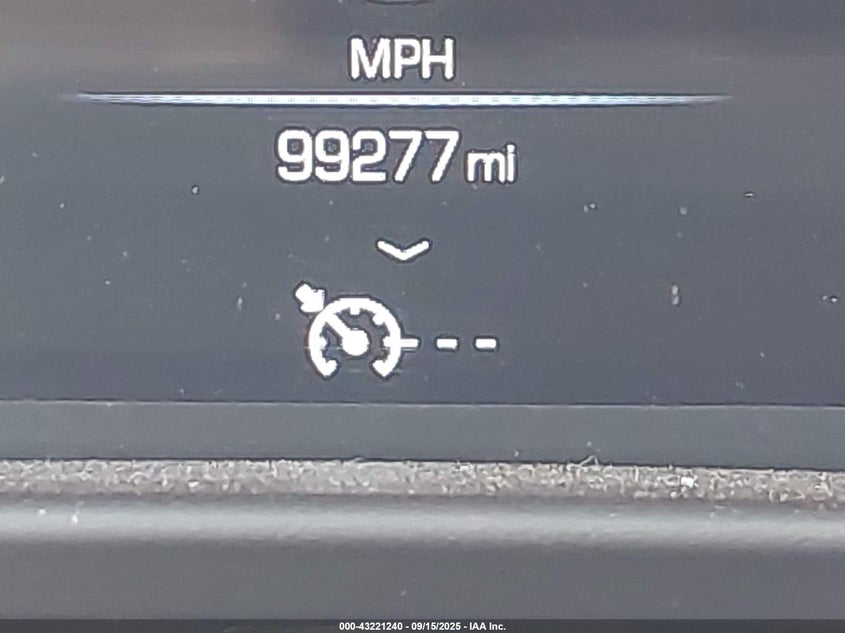 MPH
99277 mi
---
000-43221240 - 09/15/2025 - IAA Inc.